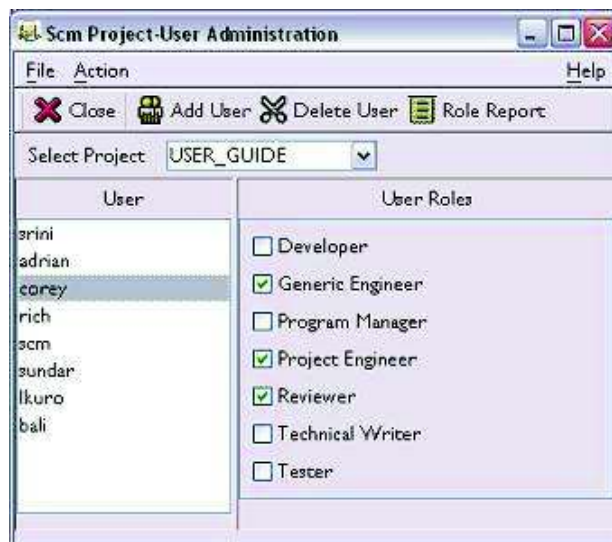 Scm Project-User Administration
File Action Help
Close Add User Delete User Role Report
Select Project USER_GUIDE
User User Roles
srini
adrian
corey
rich
scm
sundar
lkuro
bali
Developer
Generic Engineer
Program Manager
Project Engineer
Reviewer
Technical Writer
Tester